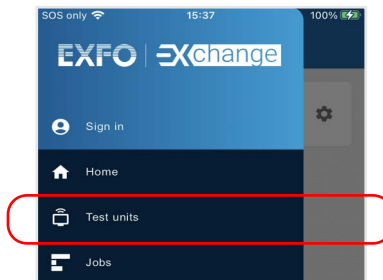 SOS only 15:37 100%
EXFO EXchange
Sign in
Home
Test units
Jobs